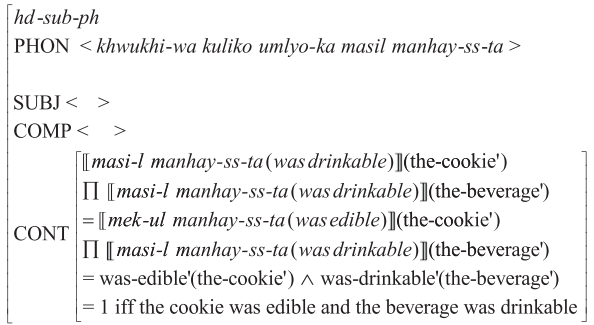 hd-sub-ph
PHON < khwukhi-wa kuliko umlyo-ka masil manhay-ss-ta >
SUBJ < >
COMP < >
CONT
⟦masi-l manhay-ss-ta (was drinkable)⟧(the-cookie')
∏ ⟦masi-l manhay-ss-ta (was drinkable)⟧(the-beverage')
= ⟦mek-ul manhay-ss-ta (was edible)⟧(the-cookie')
∏ ⟦masi-l manhay-ss-ta (was drinkable)⟧(the-beverage')
= was-edible'(the-cookie') ∧ was-drinkable'(the-beverage')
= 1 iff the cookie was edible and the beverage was drinkable